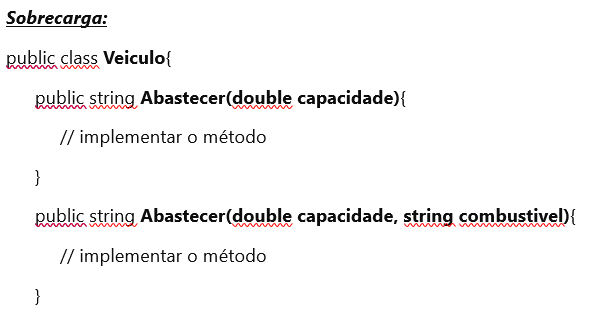 Sobrecarga:
public class Veiculo{
public string Abastecer(double capacidade){
// implementar o método
}
public string Abastecer(double capacidade, string combustivel){
// implementar o método
}